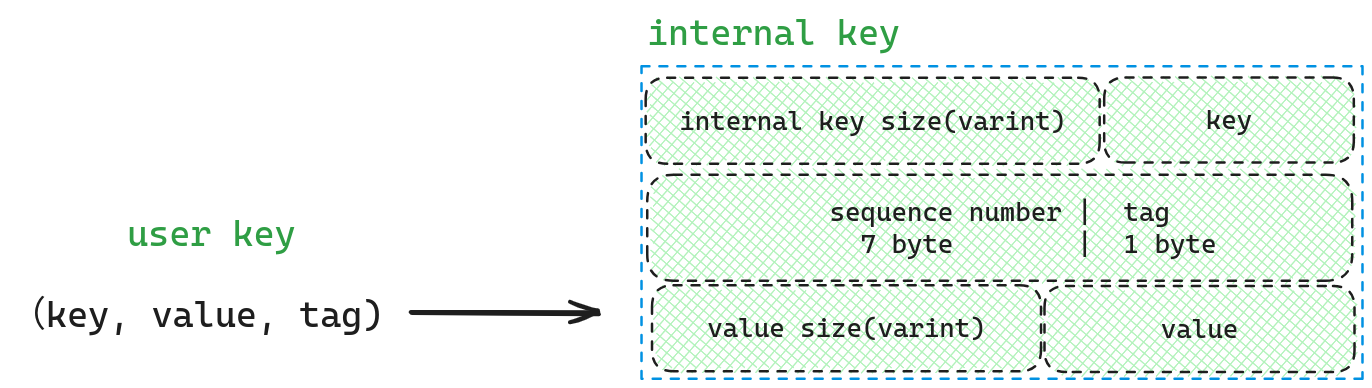 internal key
internal key size(varint)
key
sequence number | tag
7 byte | 1 byte
user key
(key, value, tag)
value size(varint)
value